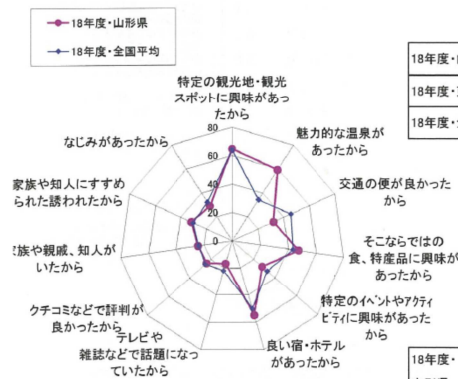 18年度・山形県
18年度・全国平均
特定の観光地・観光
スポットに興味があっ
たから
魅力的な温泉が
あったから
交通の便が良かった
から
そこならではの
食、特産品に興味が
あったから
特定のイベントやアクティ
ビティに興味があった
から
良い宿・ホテル
があったから
テレビや
雑誌などで話題になっ
ていたから
クチコミなどで評判が
良かったから
家族や親戚、知人が
いたから
家族や知人にすすめ
られた誘われたから
なじみがあったから
80
60
40
20
0
18年度・
18年度・
18年度・
18年度・